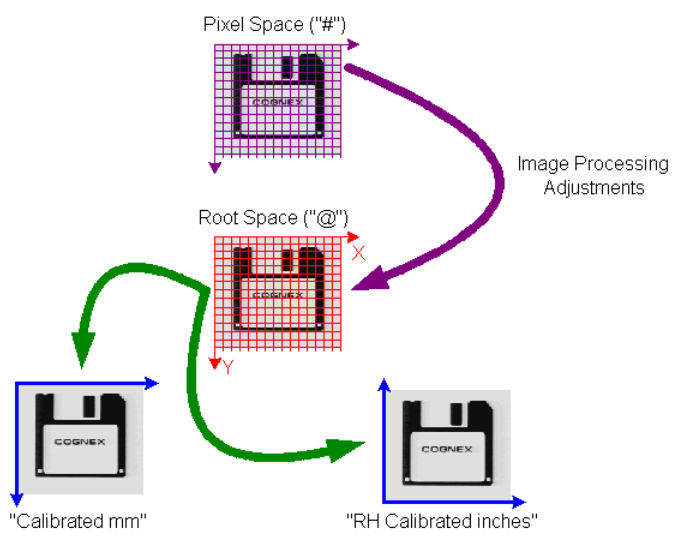 Pixel Space ("#")
COGNEX
Image Processing
Adjustments
Root Space ("@")
X
COGNEX
Y
COGNEX
COGNEX
"Calibrated mm"
"RH Calibrated inches"